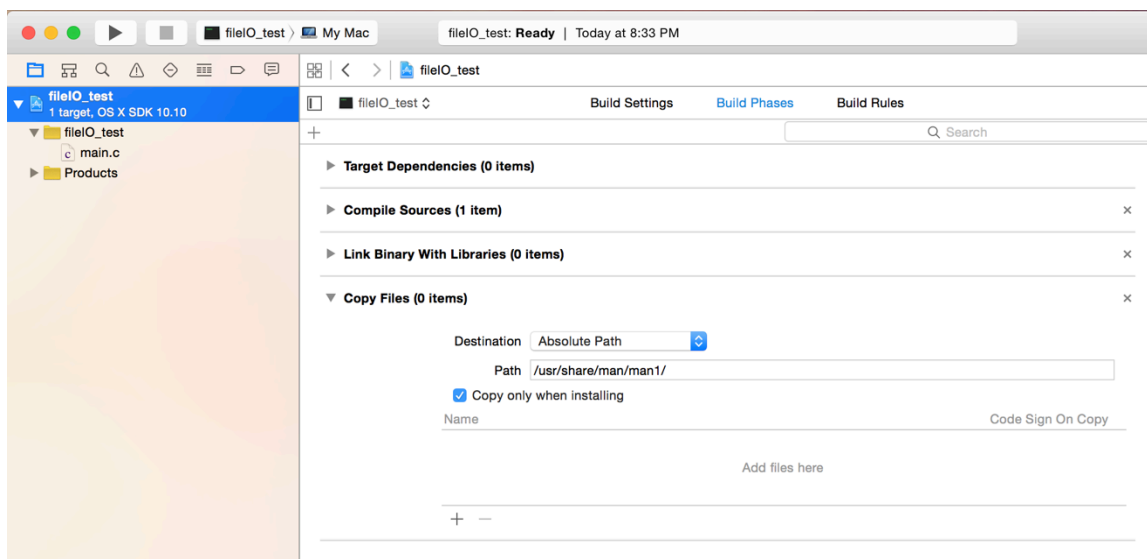 fileIO_test My Mac fileIO_test: Ready | Today at 8:33 PM
fileIO_test
fileIO_test
1 target, OS X SDK 10.10
fileIO_test
main.c
Products
fileIO_test Build Settings Build Phases Build Rules
Search
Target Dependencies (0 items)
Compile Sources (1 item)
Link Binary With Libraries (0 items)
Copy Files (0 items)
Destination Absolute Path
Path /usr/share/man/man1/
Copy only when installing
Name Code Sign On Copy
Add files here